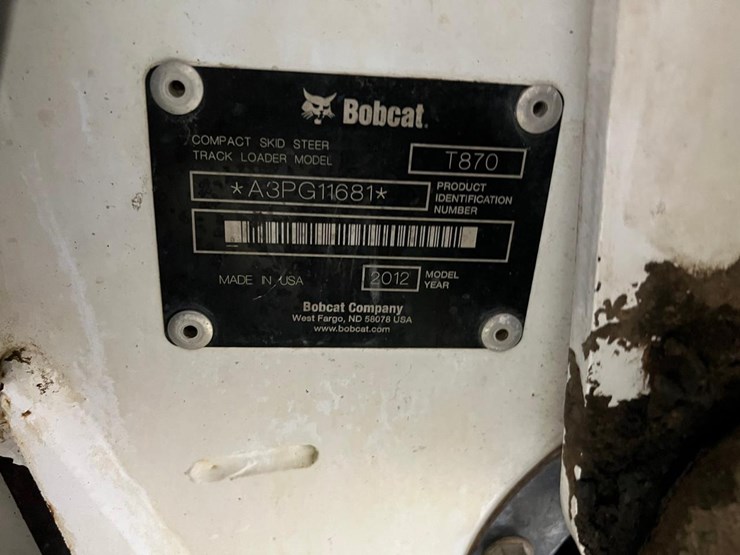 Bobcat.
COMPACT SKID STEER
TRACK LOADER MODEL
T870
*A3PG11681*
PRODUCT
IDENTIFICATION
NUMBER
MADE IN USA
2012
MODEL
YEAR
Bobcat Company
West Fargo, ND 58078 USA
www.bobcat.com